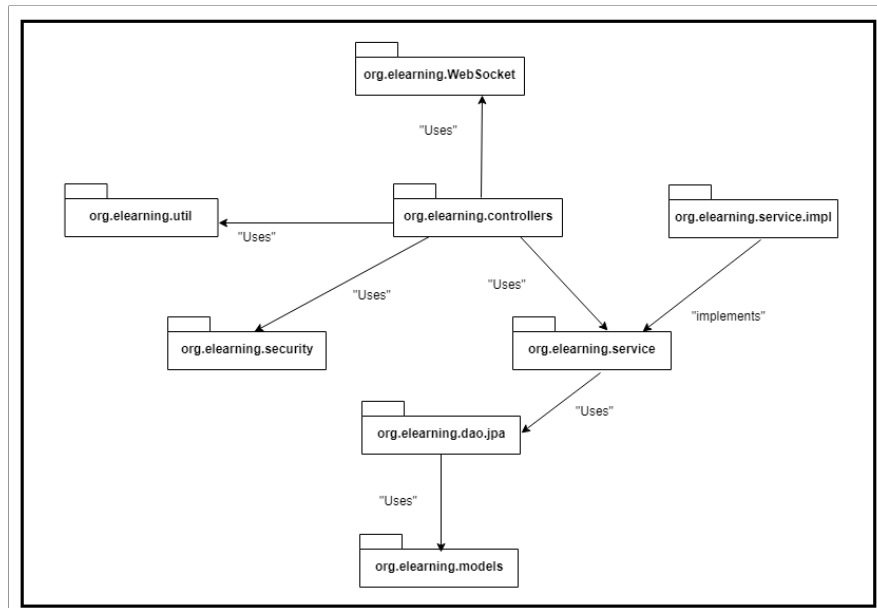 org.elearning.WebSocket
"Uses"
org.elearning.util
org.elearning.controllers
org.elearning.service.impl
"Uses"
"Uses"
"Uses"
"implements"
org.elearning.security
org.elearning.service
"Uses"
org.elearning.dao.jpa
"Uses"
org.elearning.models